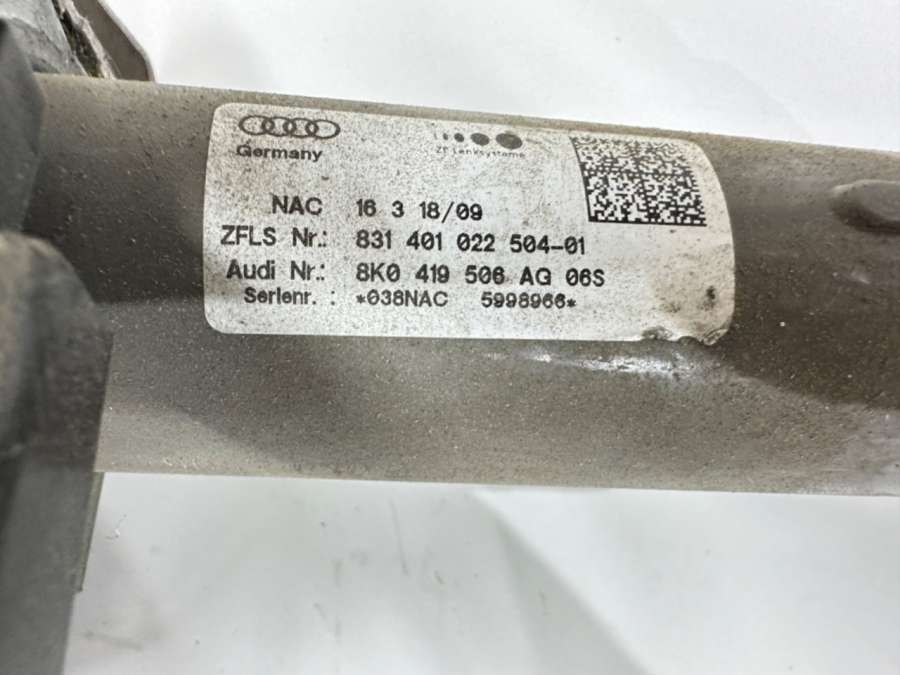 Germany
ZF Lenksysteme
NAC 16 3 18/09
ZFLS Nr.: 831 401 022 504-01
Audi Nr.: 8K0 419 506 AG 06S
Serienr. : *038NAC 5998966*